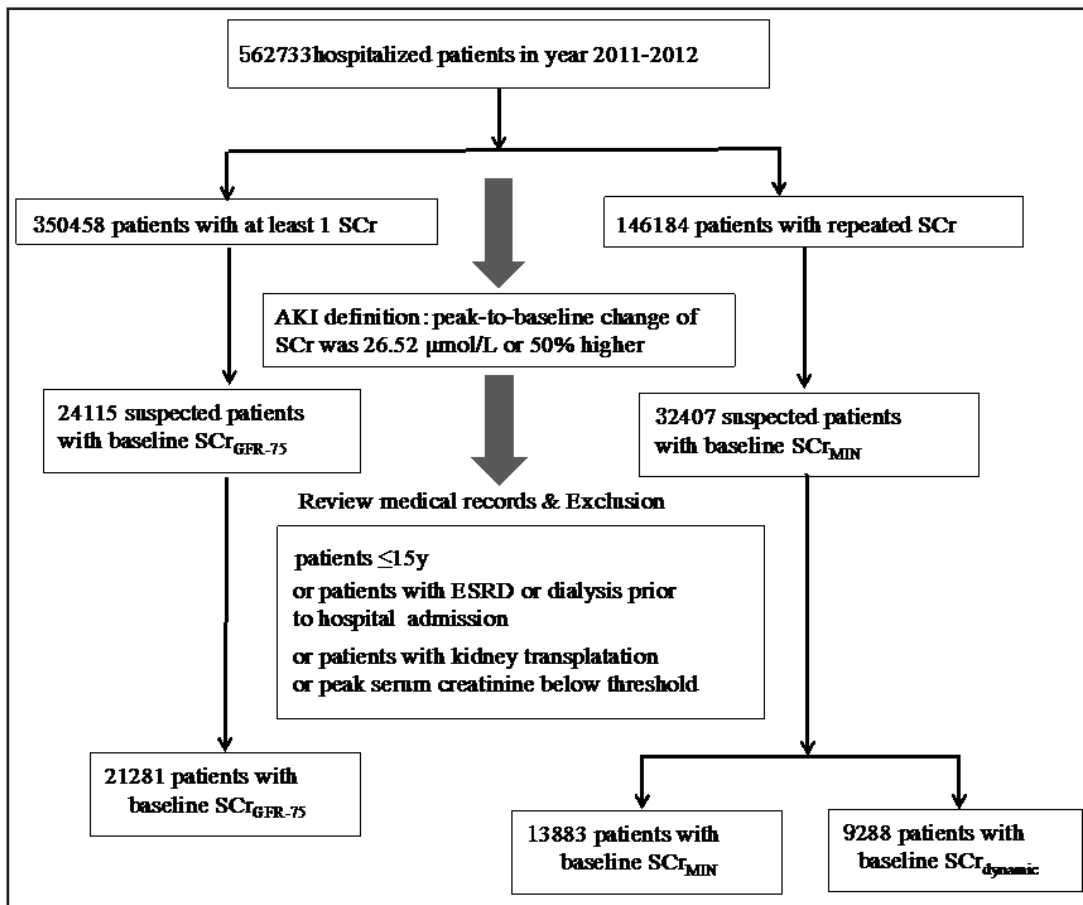 562733hospitalized patients in year 2011-2012
350458 patients with at least 1 SCr
146184 patients with repeated SCr
AKI definition: peak-to-baseline change of
SCr was 26.52 μmol/L or 50% higher
24115 suspected patients
with baseline SCrGFR-75
32407 suspected patients
with baseline SCrMIN
Review medical records & Exclusion
patients ≤15y
or patients with ESRD or dialysis prior
to hospital admission
or patients with kidney transplatation
or peak serum creatinine below threshold
21281 patients with
baseline SCrGFR-75
13883 patients with
baseline SCrMIN
9288 patients with
baseline SCrdynamic